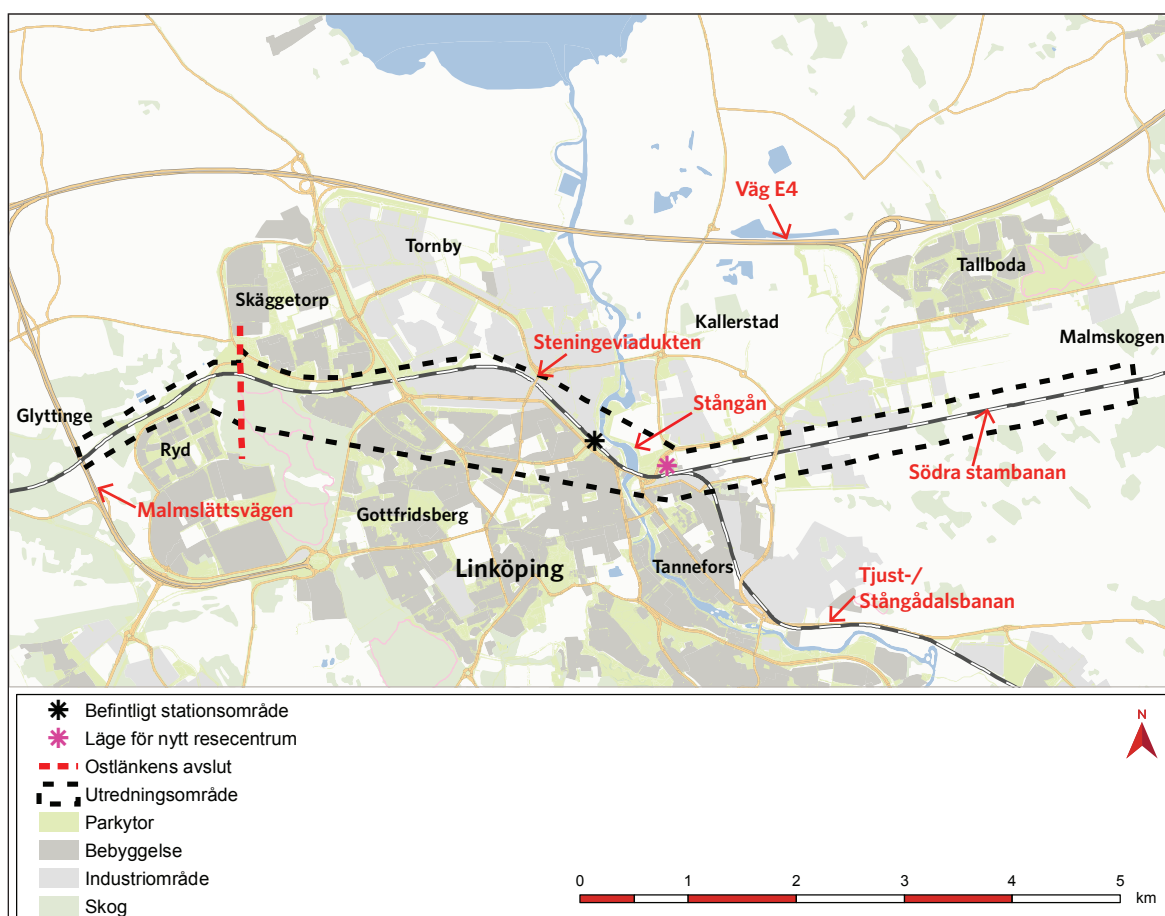 Väg E4
Tornby
Tallboda
Skäggetorp
Kallerstad
Malmskogen
Steningeviadukten
Glyttinge
Stångån
Ryd
Södra stambanan
Malmslättsvägen
Gottfridsberg
Linköping
Tannefors
Tjust-/
Stångådalsbanan
Befintligt stationsområde
Läge för nytt resecentrum
Ostlänkens avslut
Utredningsområde
Parkytor
Bebyggelse
Industriområde
Skog
N
0 1 2 3 4 5
km